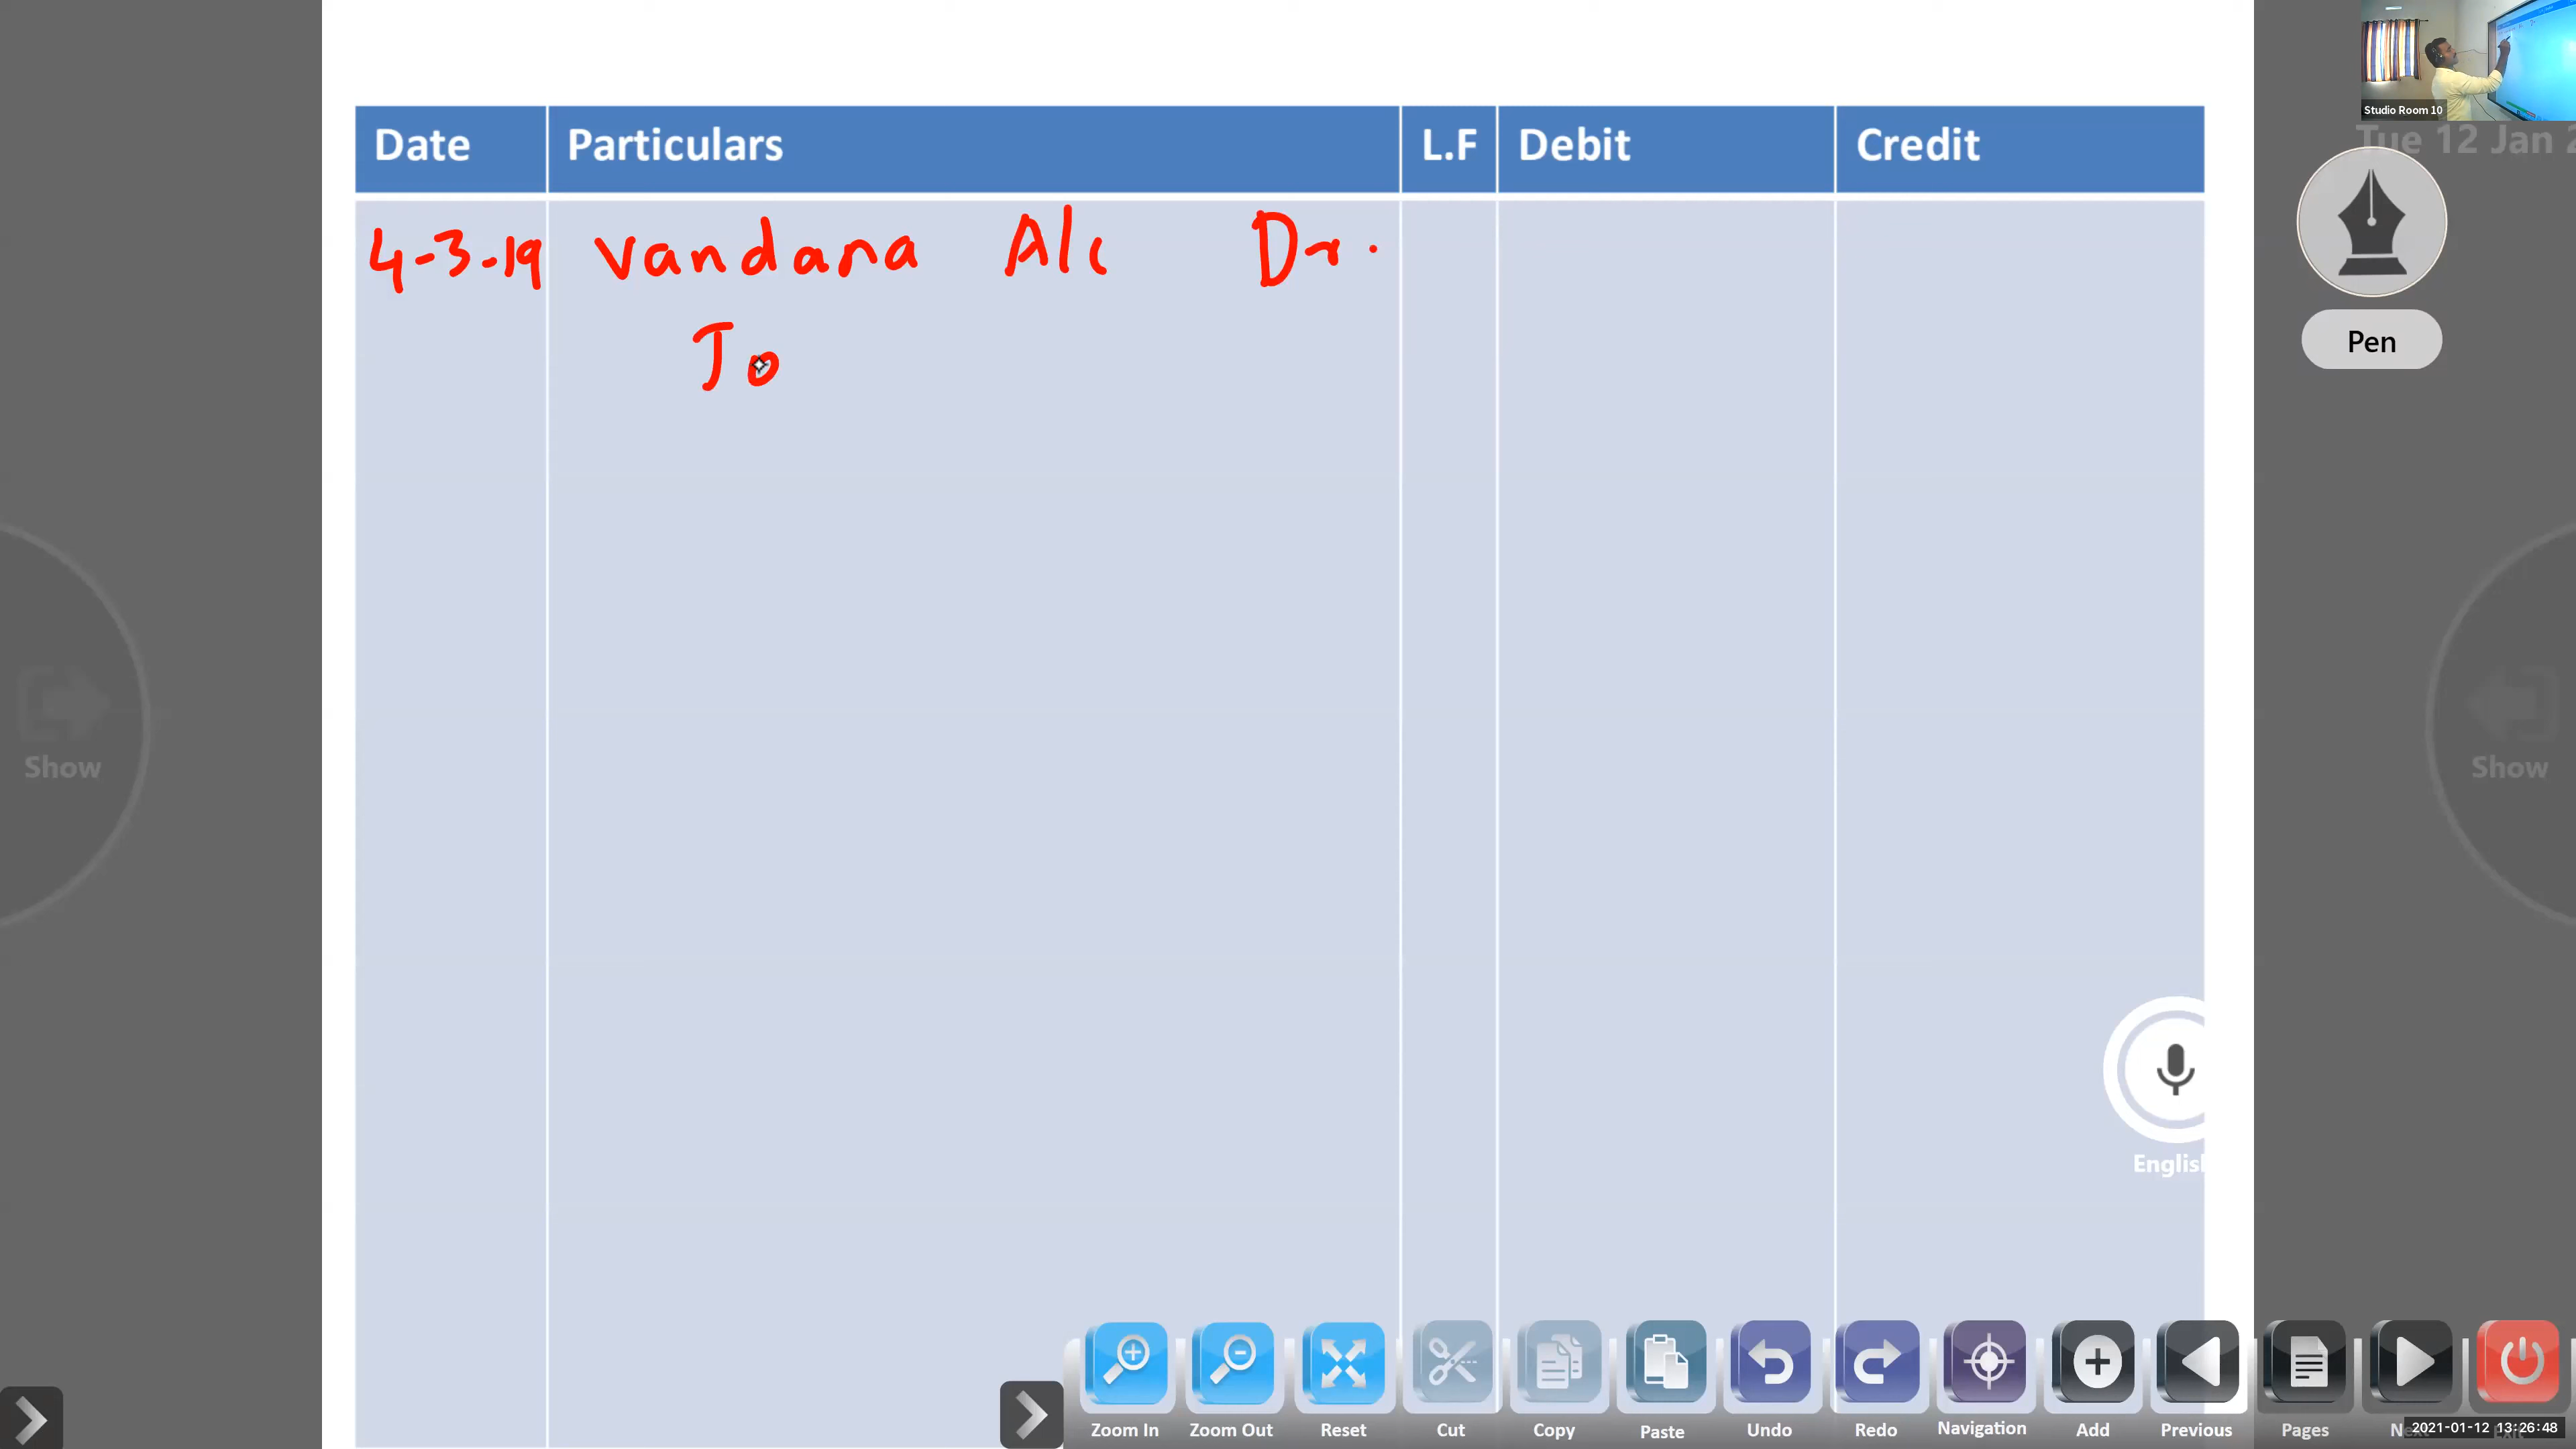 Studio Room 10
Tue 12 Jan 2
Date Particulars L.F Debit Credit
4-3-19 Vandana A/c Dr.
To
Pen
Show
Show
English
Zoom In Zoom Out Reset Cut Copy Paste Undo Redo Navigation Add Previous Pages
2021-01-12 13:26:48